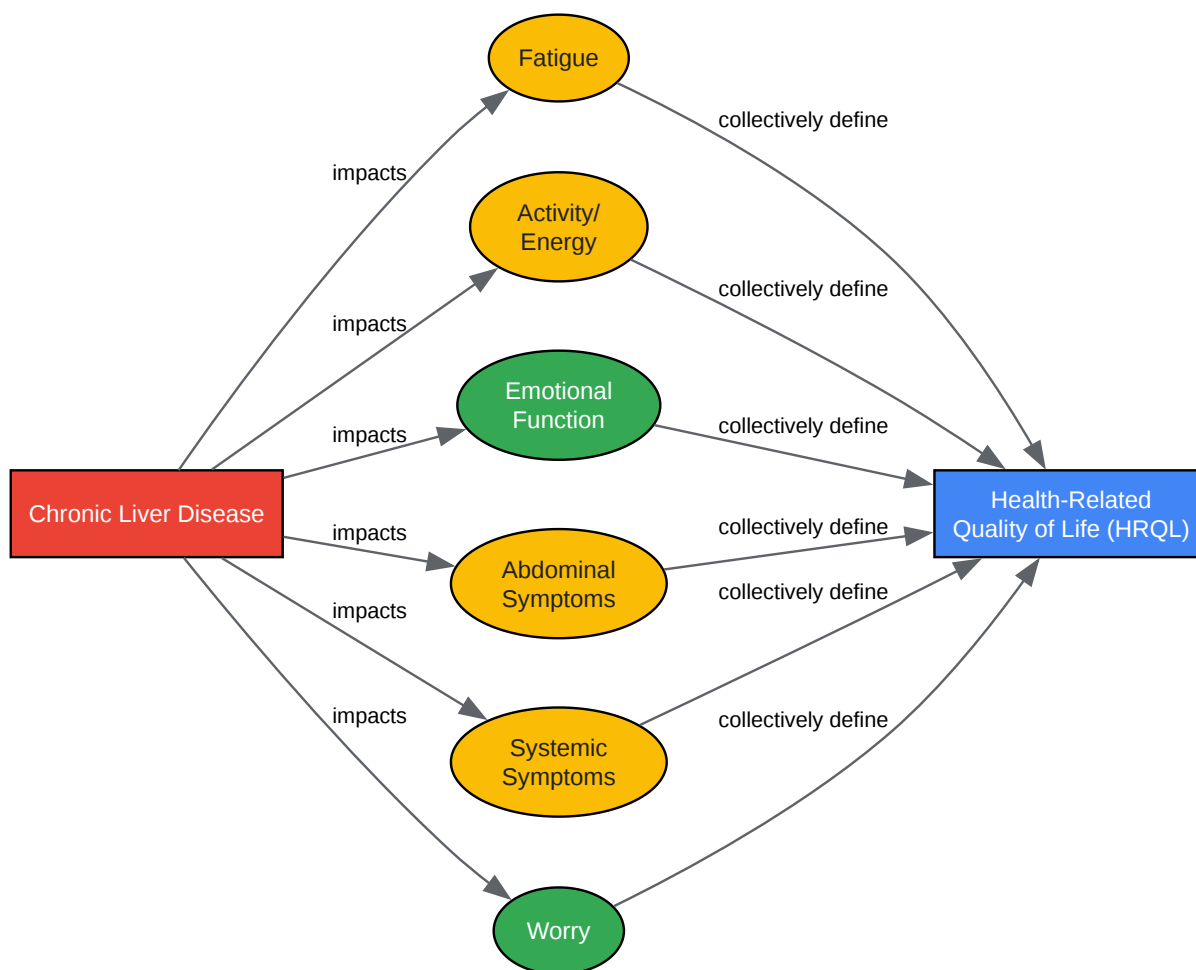 Fatigue
collectively define
impacts
Activity/
Energy
collectively define
impacts
Emotional
Function
collectively define
impacts
Chronic Liver Disease
Health-Related
Quality of Life (HRQL)
collectively define
impacts
Abdominal
Symptoms
collectively define
impacts
Systemic
Symptoms
collectively define
impacts
Worry